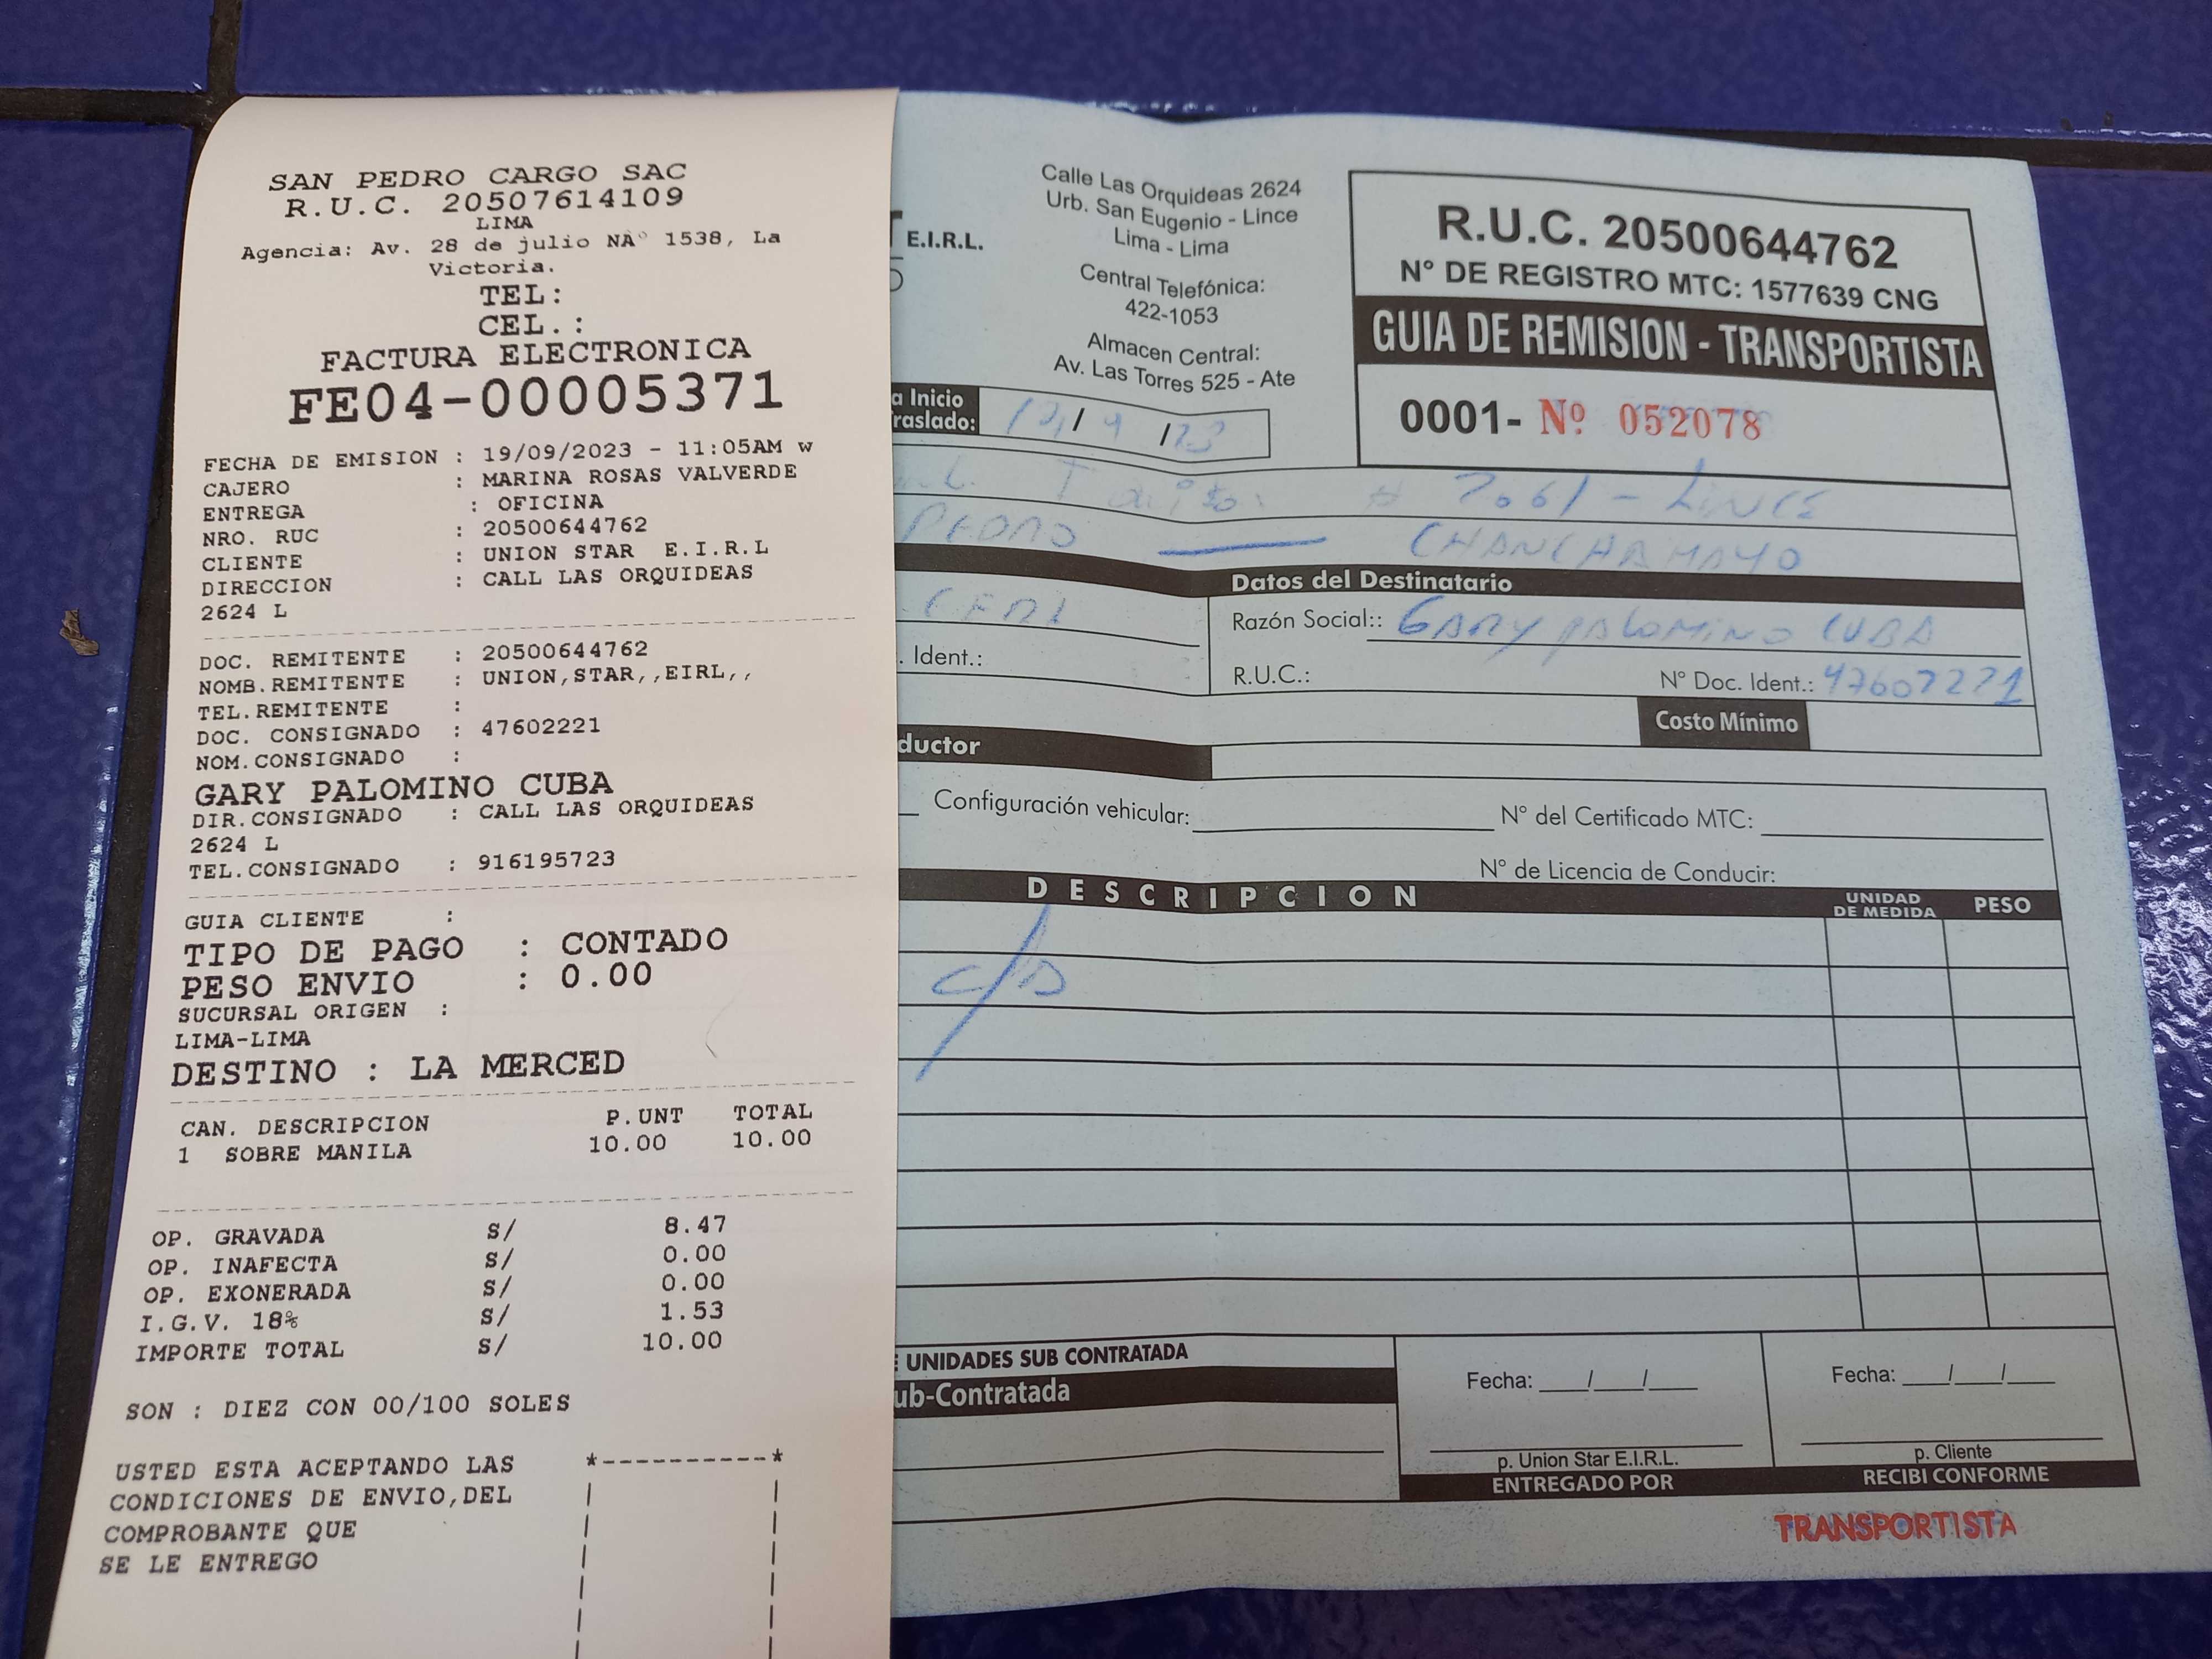 SAN PEDRO CARGO SAC
R.U.C. 20507614109
LIMA
Agencia: Av. 28 de julio NÂ° 1538, La
Victoria.
TEL:
CEL.:
FACTURA ELECTRONICA
FE04-00005371
FECHA DE EMISION : 19/09/2023 - 11:05AM w
CAJERO : MARINA ROSAS VALVERDE
ENTREGA : OFICINA
NRO. RUC : 20500644762
CLIENTE : UNION STAR E.I.R.L
DIRECCION : CALL LAS ORQUIDEAS
2624 L
DOC. REMITENTE : 20500644762
NOMB.REMITENTE : UNION,STAR,,EIRL,,
TEL.REMITENTE :
DOC. CONSIGNADO : 47602221
NOM.CONSIGNADO :
GARY PALOMINO CUBA
DIR.CONSIGNADO : CALL LAS ORQUIDEAS
2624 L
TEL.CONSIGNADO : 916195723
GUIA CLIENTE :
TIPO DE PAGO : CONTADO
PESO ENVIO : 0.00
SUCURSAL ORIGEN :
LIMA-LIMA
DESTINO : LA MERCED
CAN. DESCRIPCION P.UNT TOTAL
1 SOBRE MANILA 10.00 10.00
OP. GRAVADA S/ 8.47
OP. INAFECTA S/ 0.00
OP. EXONERADA S/ 0.00
I.G.V. 18% S/ 1.53
IMPORTE TOTAL S/ 10.00
SON : DIEZ CON 00/100 SOLES
USTED ESTA ACEPTANDO LAS
CONDICIONES DE ENVIO,DEL
COMPROBANTE QUE
SE LE ENTREGO
E.I.R.L.
Calle Las Orquideas 2624
Urb. San Eugenio - Lince
Lima - Lima
Central Telefónica:
422-1053
Almacen Central:
Av. Las Torres 525 - Ate
R.U.C. 20500644762
N° DE REGISTRO MTC: 1577639 CNG
GUIA DE REMISION - TRANSPORTISTA
0001- Nº 052078
a Inicio
raslado:
# 2061 - LINCE
PEDRO — CHANCHAMAYO
Datos del Destinatario
Razón Social:: GARY PALOMINO CUBA
. Ident.:
R.U.C.: N° Doc. Ident.: 47607221
Costo Mínimo
ductor
Configuración vehicular: N° del Certificado MTC:
N° de Licencia de Conducir:
DESCRIPCION UNIDAD DE MEDIDA PESO
UNIDADES SUB CONTRATADA
ub-Contratada
Fecha: / /
p. Union Star E.I.R.L.
ENTREGADO POR
Fecha: / /
p. Cliente
RECIBI CONFORME
TRANSPORTISTA